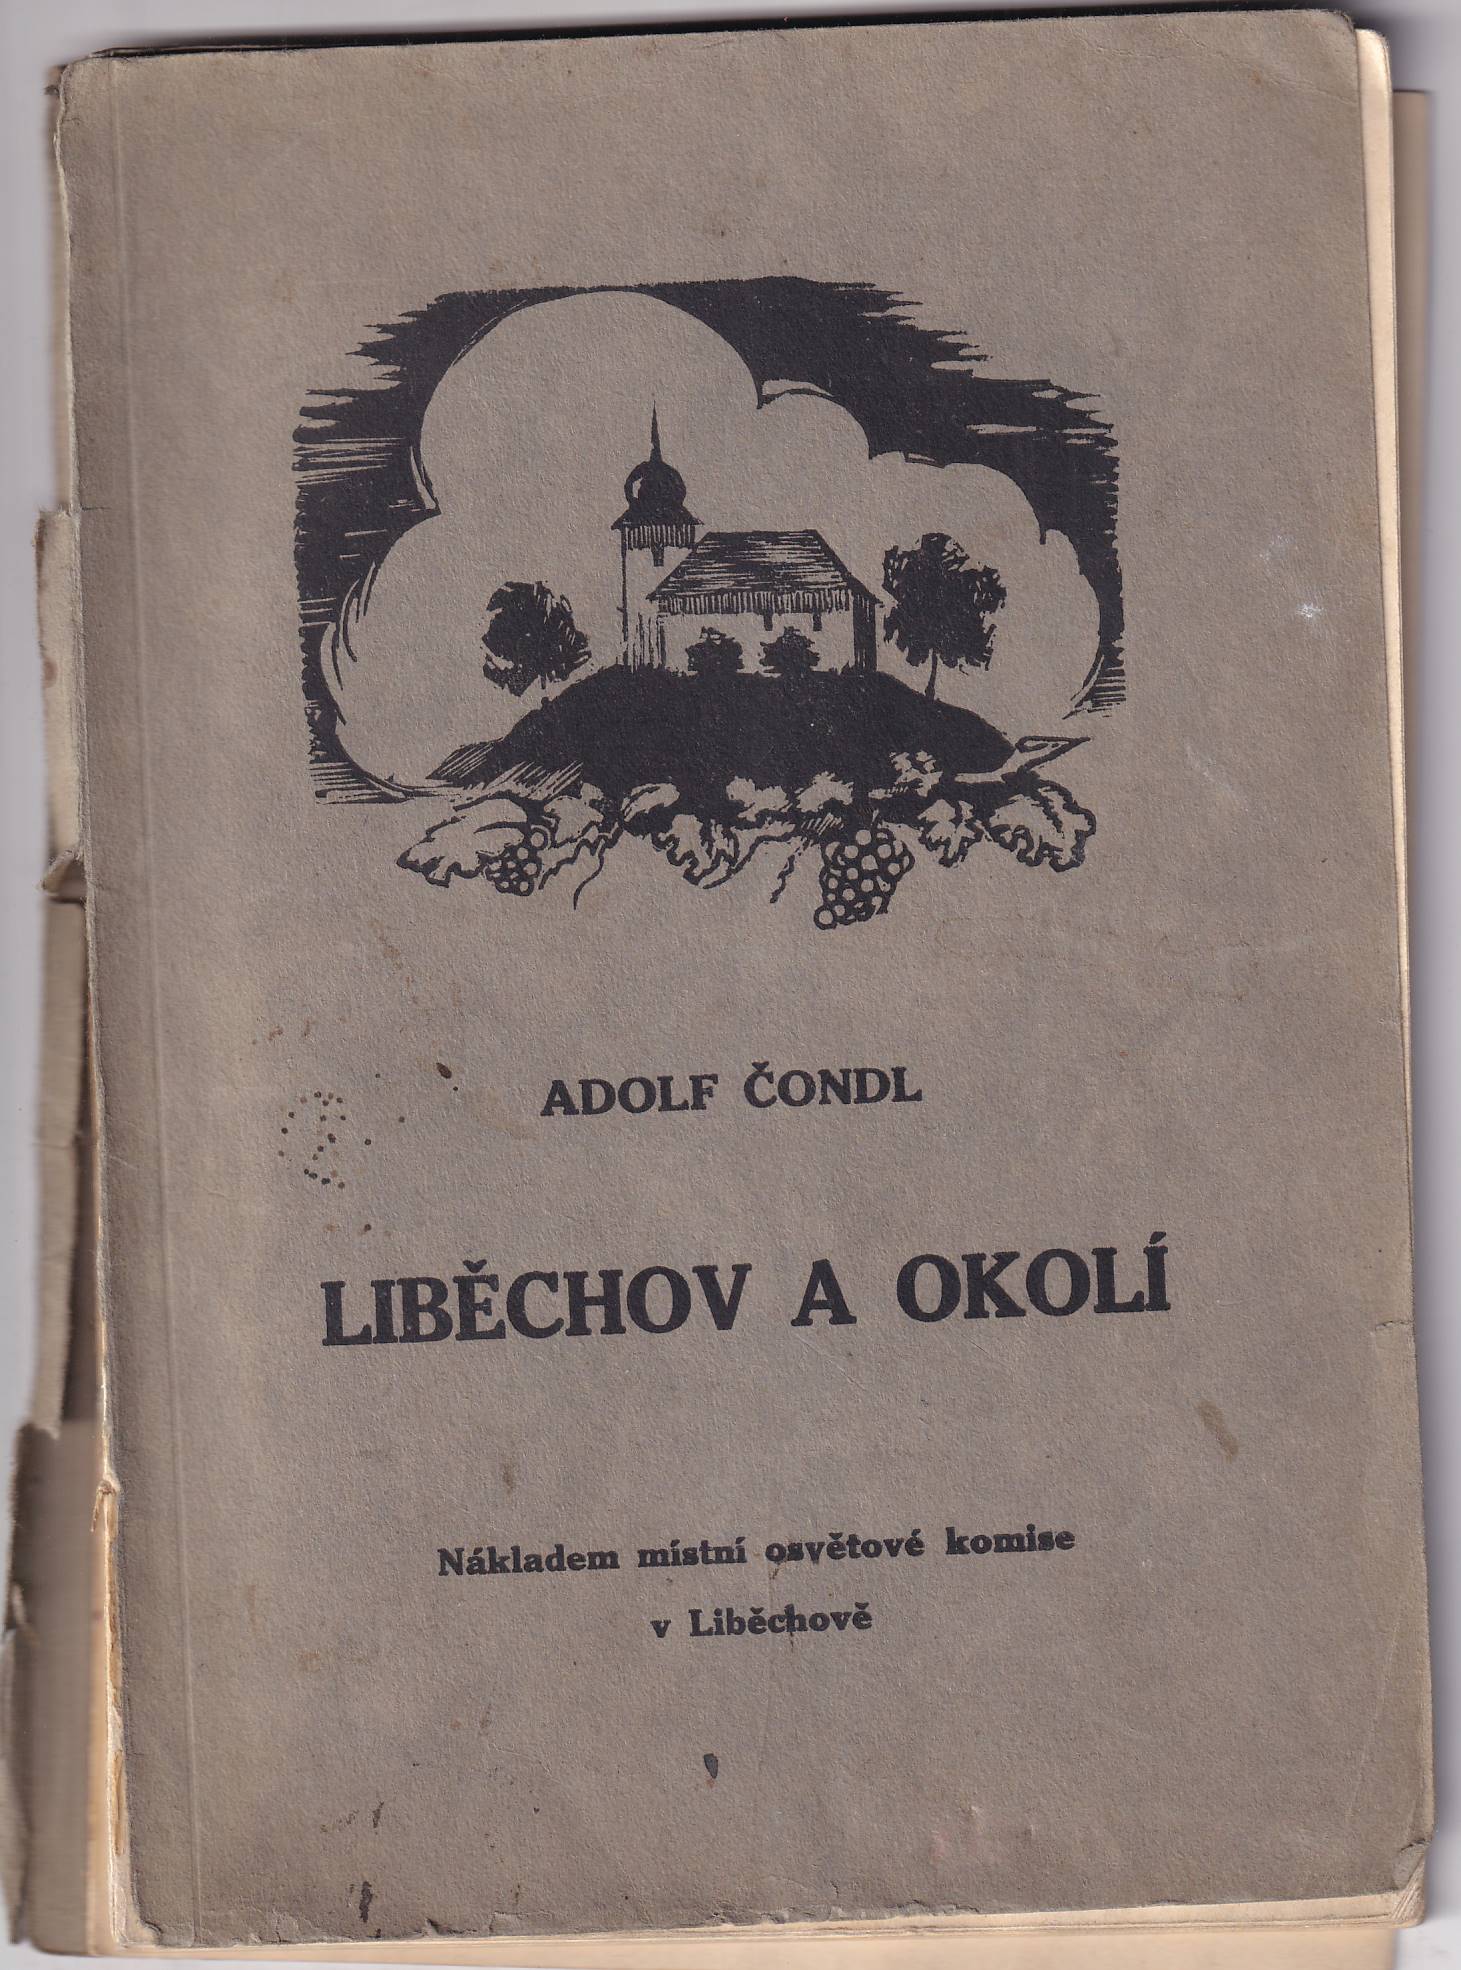 ADOLF ČONDL
LIBĚCHOV A OKOLÍ
Nákladem místní osvětové komise
v Liběchově